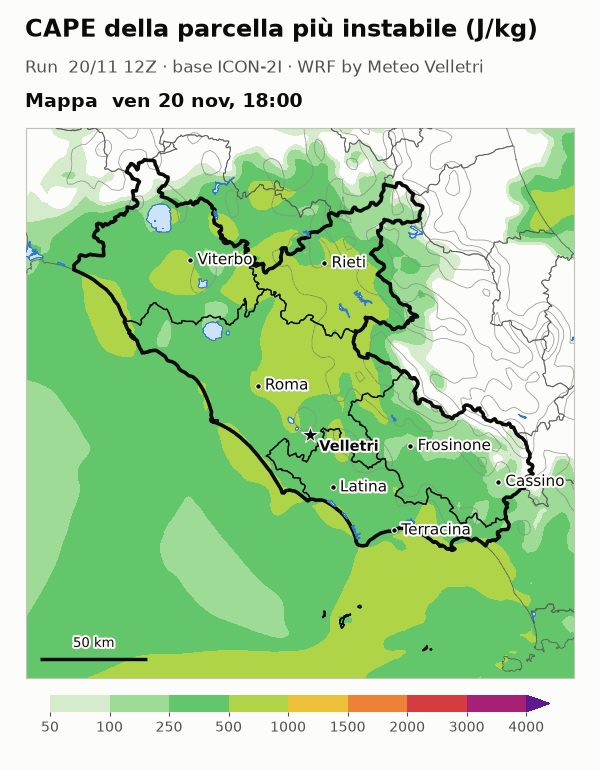 CAPE della parcella più instabile (J/kg)
Run  20/11 12Z · base ICON-2I · WRF by Meteo Velletri
Mappa  ven 20 nov, 18:00
Viterbo
Rieti
Roma
Velletri
Frosinone
Cassino
Latina
Terracina
50 km
50 100 250 500 1000 1500 2000 3000 4000